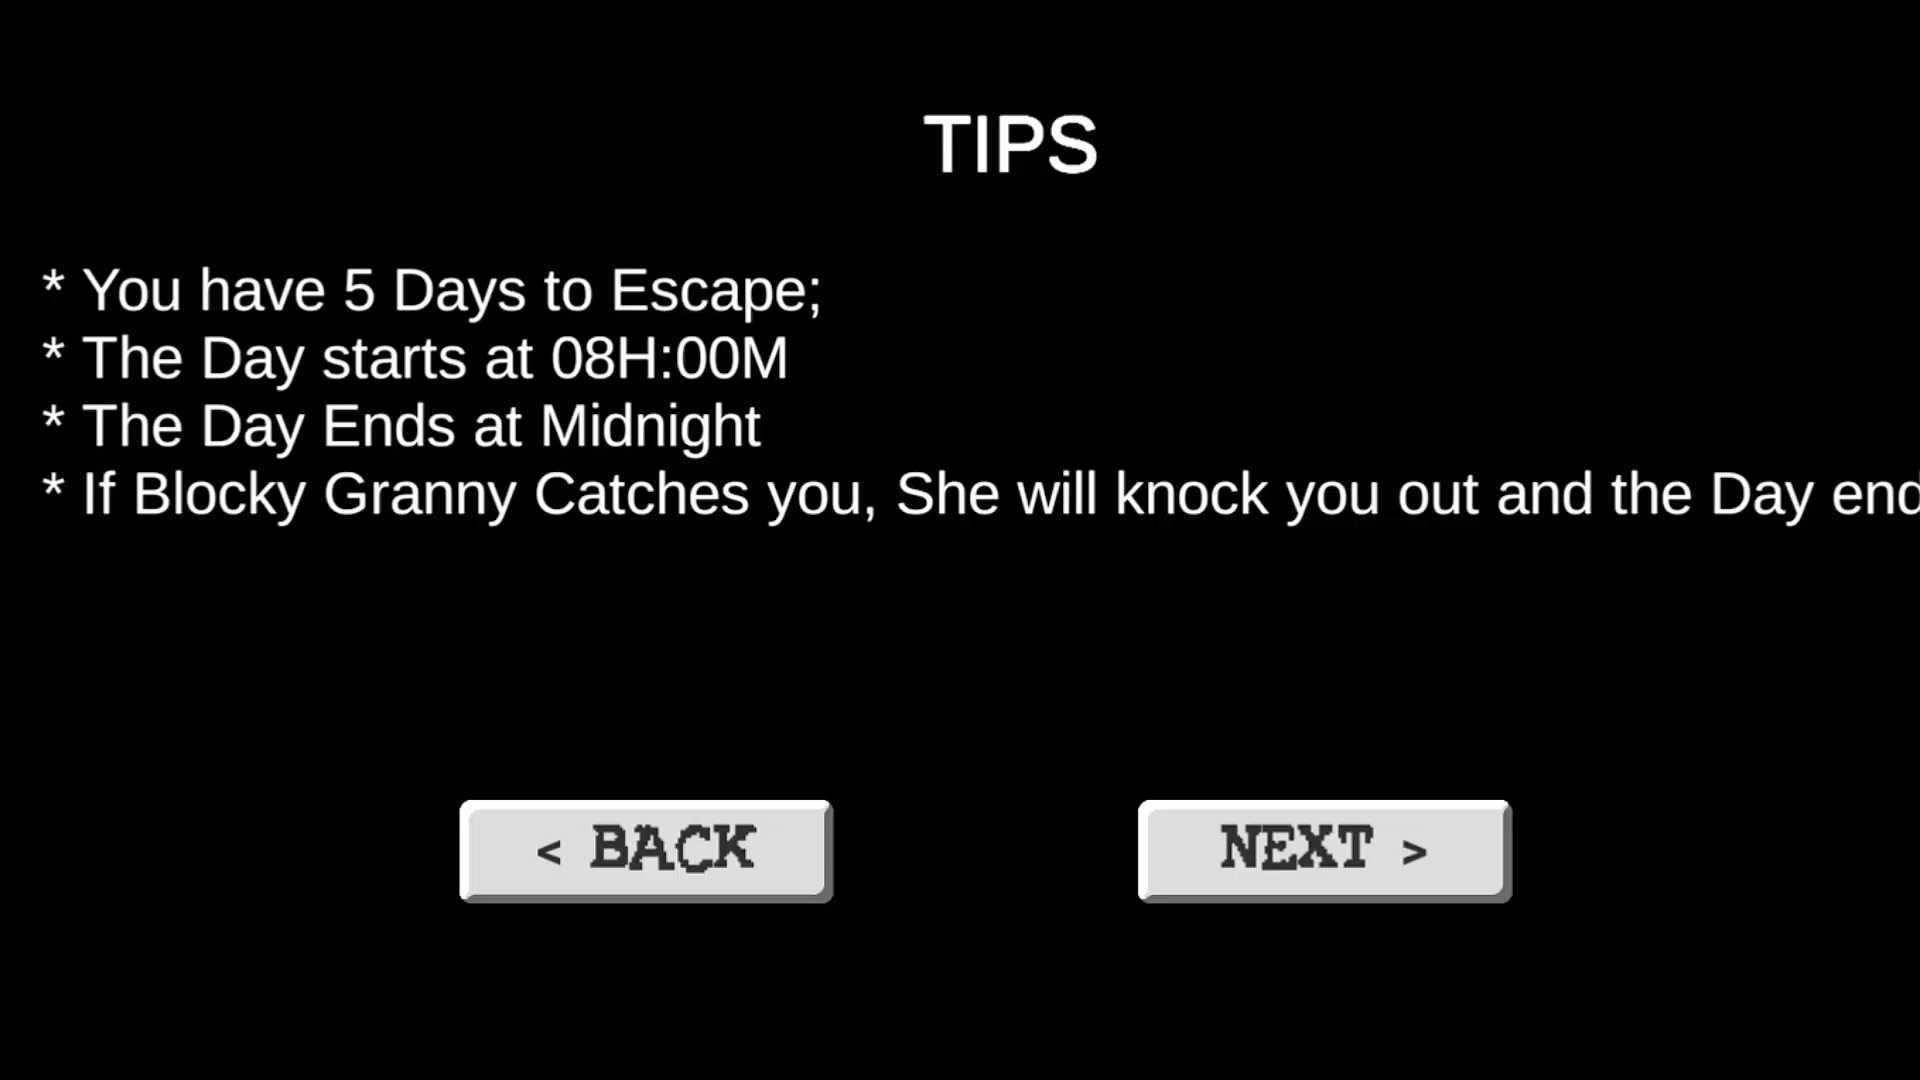 TIPS
* You have 5 Days to Escape;
* The Day starts at 08H:00M
* The Day Ends at Midnight
* If Blocky Granny Catches you, She will knock you out and the Day end
< BACK
NEXT >